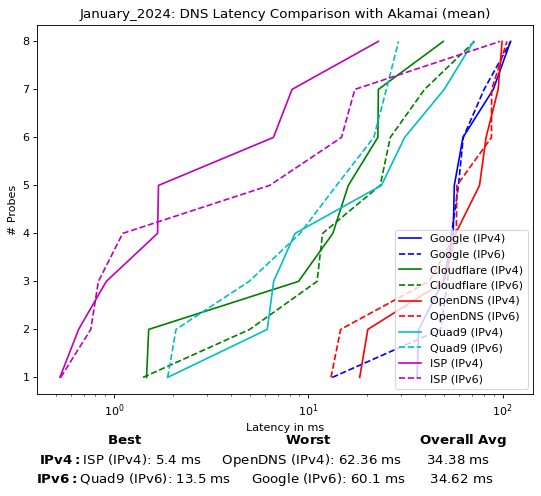 January_2024: DNS Latency Comparison with Akamai (mean)
# Probes
8
7
6
5
4
3
2
1
Google (IPv4)
Google (IPv6)
Cloudflare (IPv4)
Cloudflare (IPv6)
OpenDNS (IPv4)
OpenDNS (IPv6)
Quad9 (IPv4)
Quad9 (IPv6)
ISP (IPv4)
ISP (IPv6)
10⁰ 10¹ 10²
Latency in ms
Best Worst Overall Avg
IPv4: ISP (IPv4): 5.4 ms OpenDNS (IPv4): 62.36 ms 34.38 ms
IPv6: Quad9 (IPv6): 13.5 ms Google (IPv6): 60.1 ms 34.62 ms